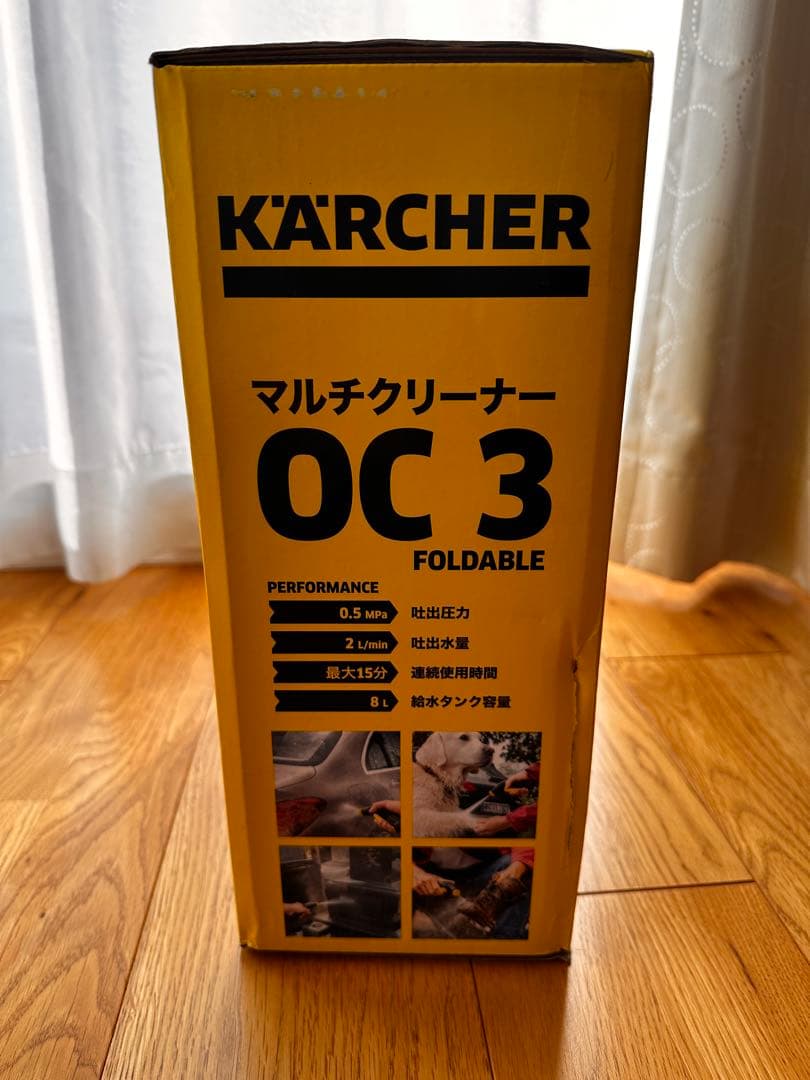 KÄRCHER
マルチクリーナー
OC 3
FOLDABLE
PERFORMANCE
0.5 MPa 吐出圧力
2 L/min 吐出水量
最大15分 連続使用時間
8 L 給水タンク容量